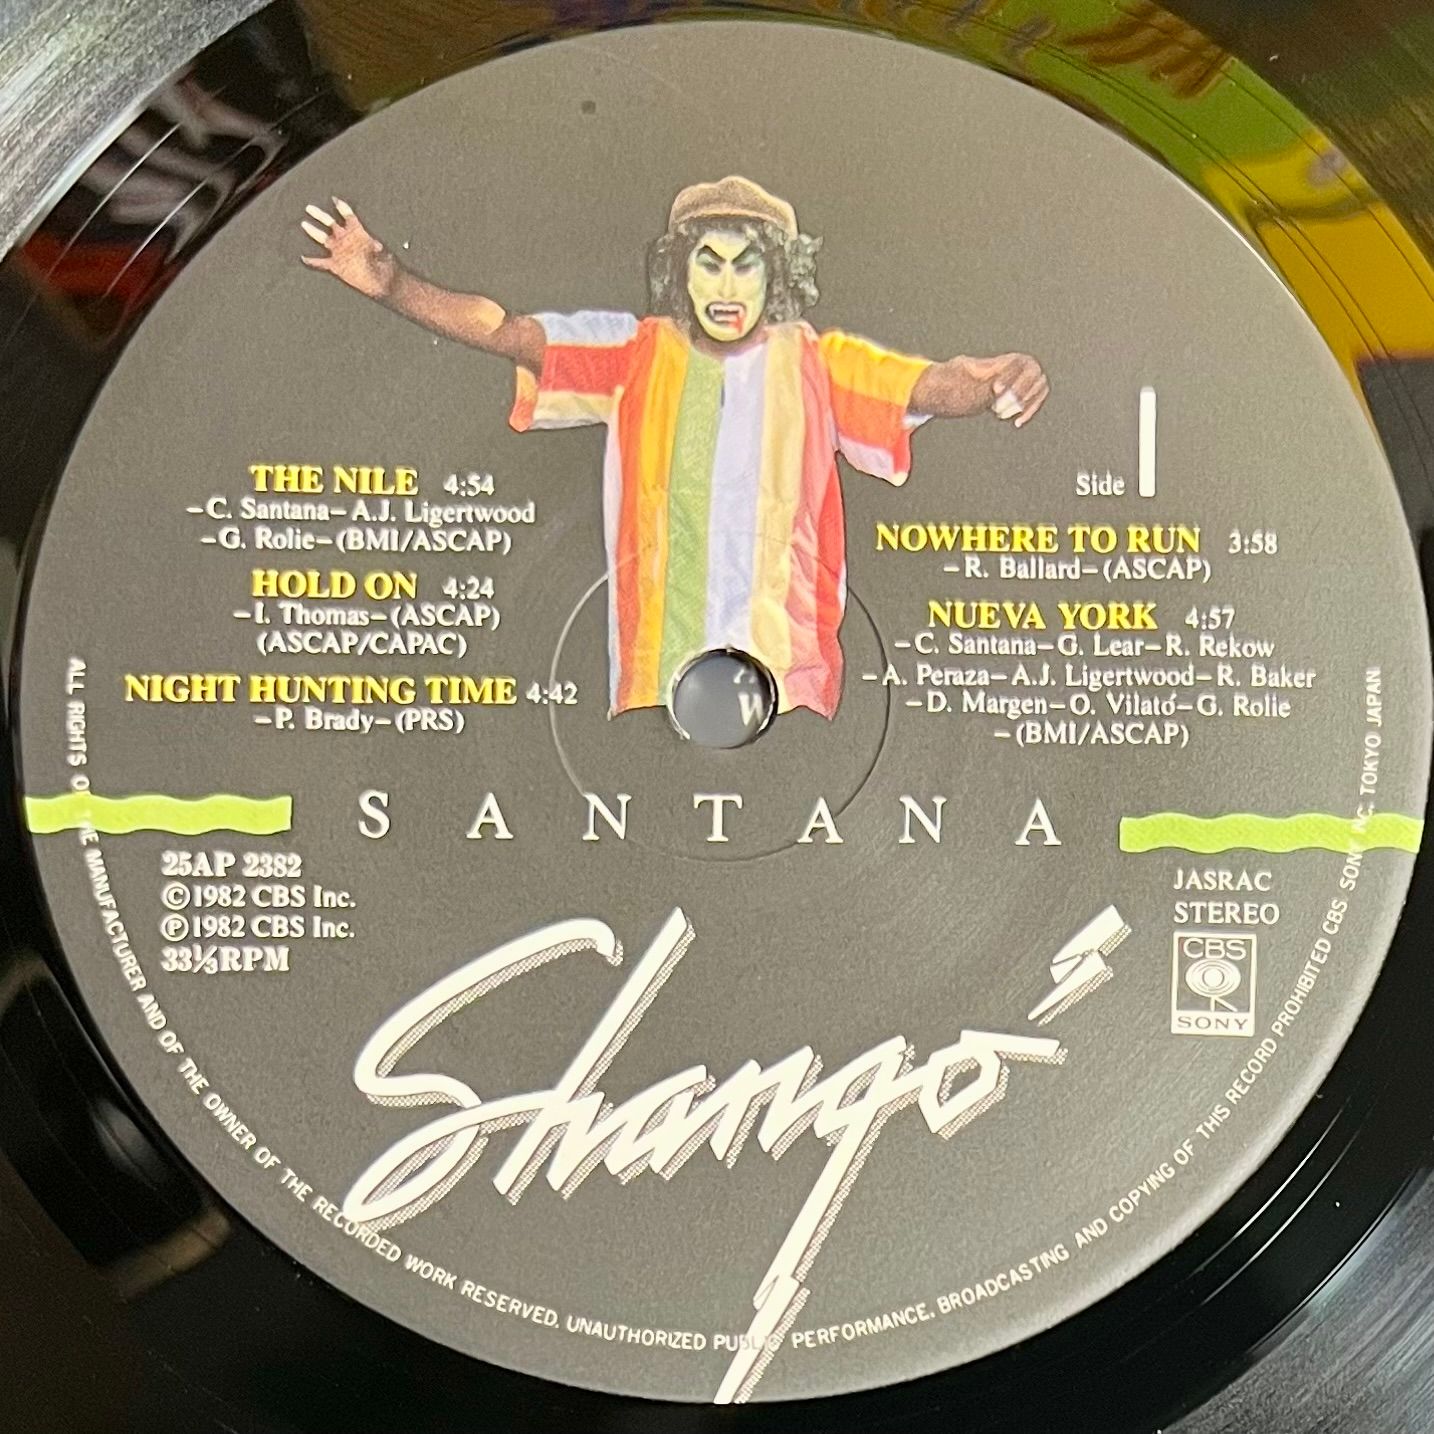 THE NILE 4:54
–C. Santana–A.J. Ligertwood
–G. Rolie–(BMI/ASCAP)
HOLD ON 4:24
–I. Thomas–(ASCAP)
(ASCAP/CAPAC)
NIGHT HUNTING TIME 4:42
–P. Brady–(PRS)
Side 1
NOWHERE TO RUN 3:58
–R. Ballard–(ASCAP)
NUEVA YORK 4:57
–C. Santana–G. Lear–R. Rekow
–A. Peraza–A.J. Ligertwood–R. Baker
–D. Margen–O. Vilató–G. Rolie
–(BMI/ASCAP)
SANTANA
25AP 2382
©1982 CBS Inc.
℗1982 CBS Inc.
33⅓RPM
JASRAC
STEREO
CBS
SONY
Shangó
ALL RIGHTS OF THE MANUFACTURER AND OF THE OWNER OF THE RECORDED WORK RESERVED. UNAUTHORIZED PUBLIC PERFORMANCE. BROADCASTING AND COPYING OF THIS RECORD PROHIBITED CBS. SONY INC. TOKYO JAPAN